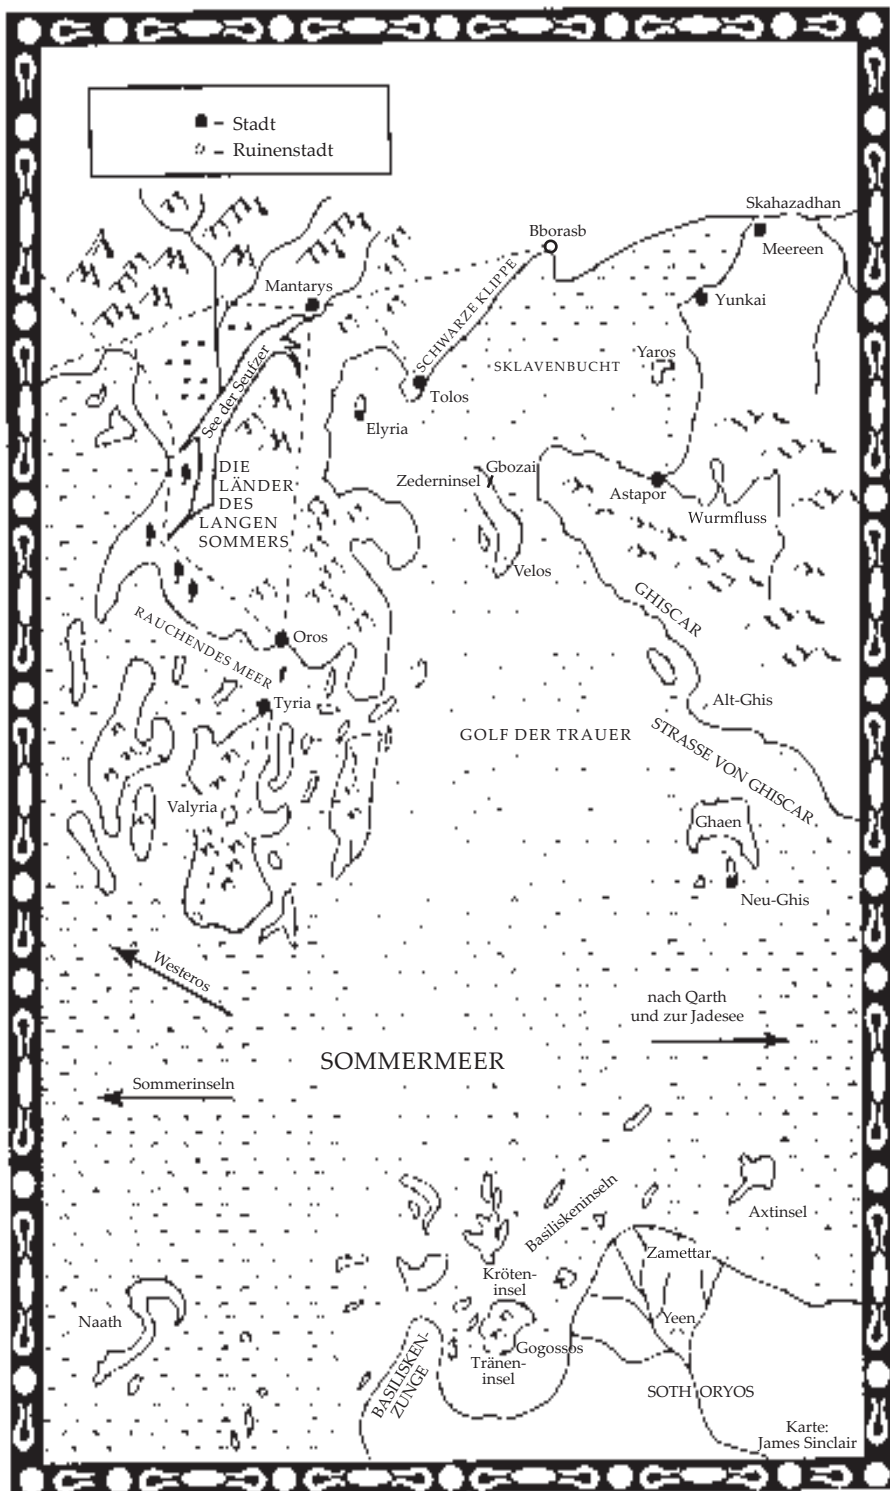 – Stadt
– Ruinenstadt
Skahazadhan
Bborasb
Meereen
Mantarys
Yunkai
SCHWARZE KLIPPE
See der Seufzer
SKLAVENBUCHT
Yaros
Tolos
Elyria
DIE
LÄNDER
DES
LANGEN
SOMMERS
Gbozai
Zederninsel
Astapor
Wurmfluss
Velos
GHISCAR
RAUCHENDES MEER
Oros
Tyria
Alt-Ghis
GOLF DER TRAUER
STRASSE VON GHISCAR
Valyria
Ghaen
Neu-Ghis
Westeros
nach Qarth
und zur Jadesee
SOMMERMEER
Sommerinseln
Basiliskeninseln
Axtinsel
Zamettar
Kröten-
insel
Naath
Yeen
Gogossos
Tränen-
insel
BASILISKEN-
ZUNGE
SOTHORYOS
Karte:
James Sinclair